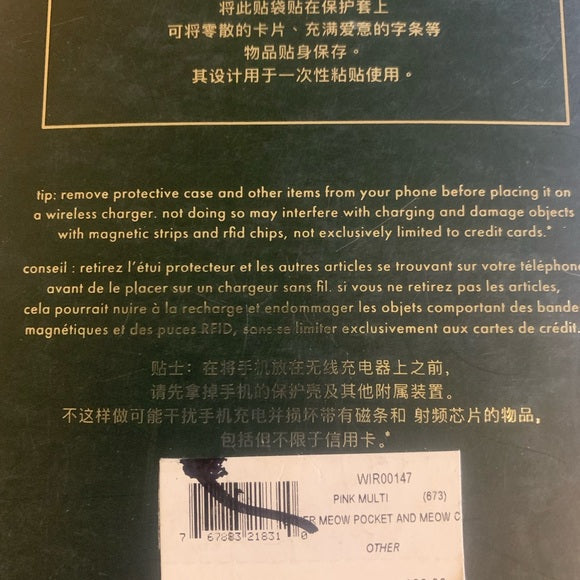 将此贴袋贴在保护套上
可将零散的卡片、充满爱意的字条等
物品贴身保存。
其设计用于一次性粘贴使用。
tip: remove protective case and other items from your phone before placing it on
a wireless charger. not doing so may interfere with charging and damage objects
with magnetic strips and rfid chips, not exclusively limited to credit cards.*
conseil : retirez l'étui protecteur et les autres articles se trouvant sur votre téléphone
avant de le placer sur un chargeur sans fil. si vous ne retirez pas les articles,
cela pourrait nuire à la recharge et endommager les objets comportant des bande
magnétiques et des puces RFID, sans se limiter exclusivement aux cartes de crédit.
贴士：在将手机放在无线充电器上之前，
请先拿掉手机的保护壳及其他附属装置。
不这样做可能干扰手机充电并损坏带有磁条和 射频芯片的物品，
包括但不限于信用卡。*
WIR00147
PINK MULTI (673)
ER MEOW POCKET AND MEOW C
7 67883 21831 0
OTHER